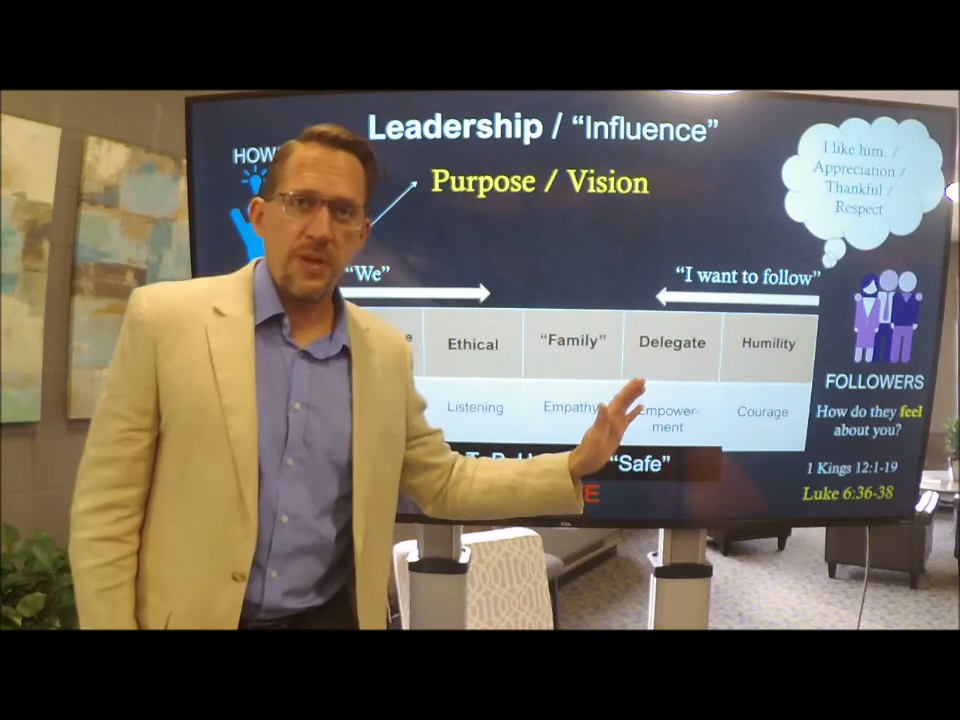 Leadership / “Influence”
HOW
Purpose / Vision
I like him. /
Appreciation /
Thankful /
Respect
“We”
“I want to follow”
Ethical
“Family”
Delegate
Humility
Listening
Empathy
Empower-
ment
Courage
“Safe”
FOLLOWERS
How do they feel
about you?
1 Kings 12:1-19
Luke 6:36-38